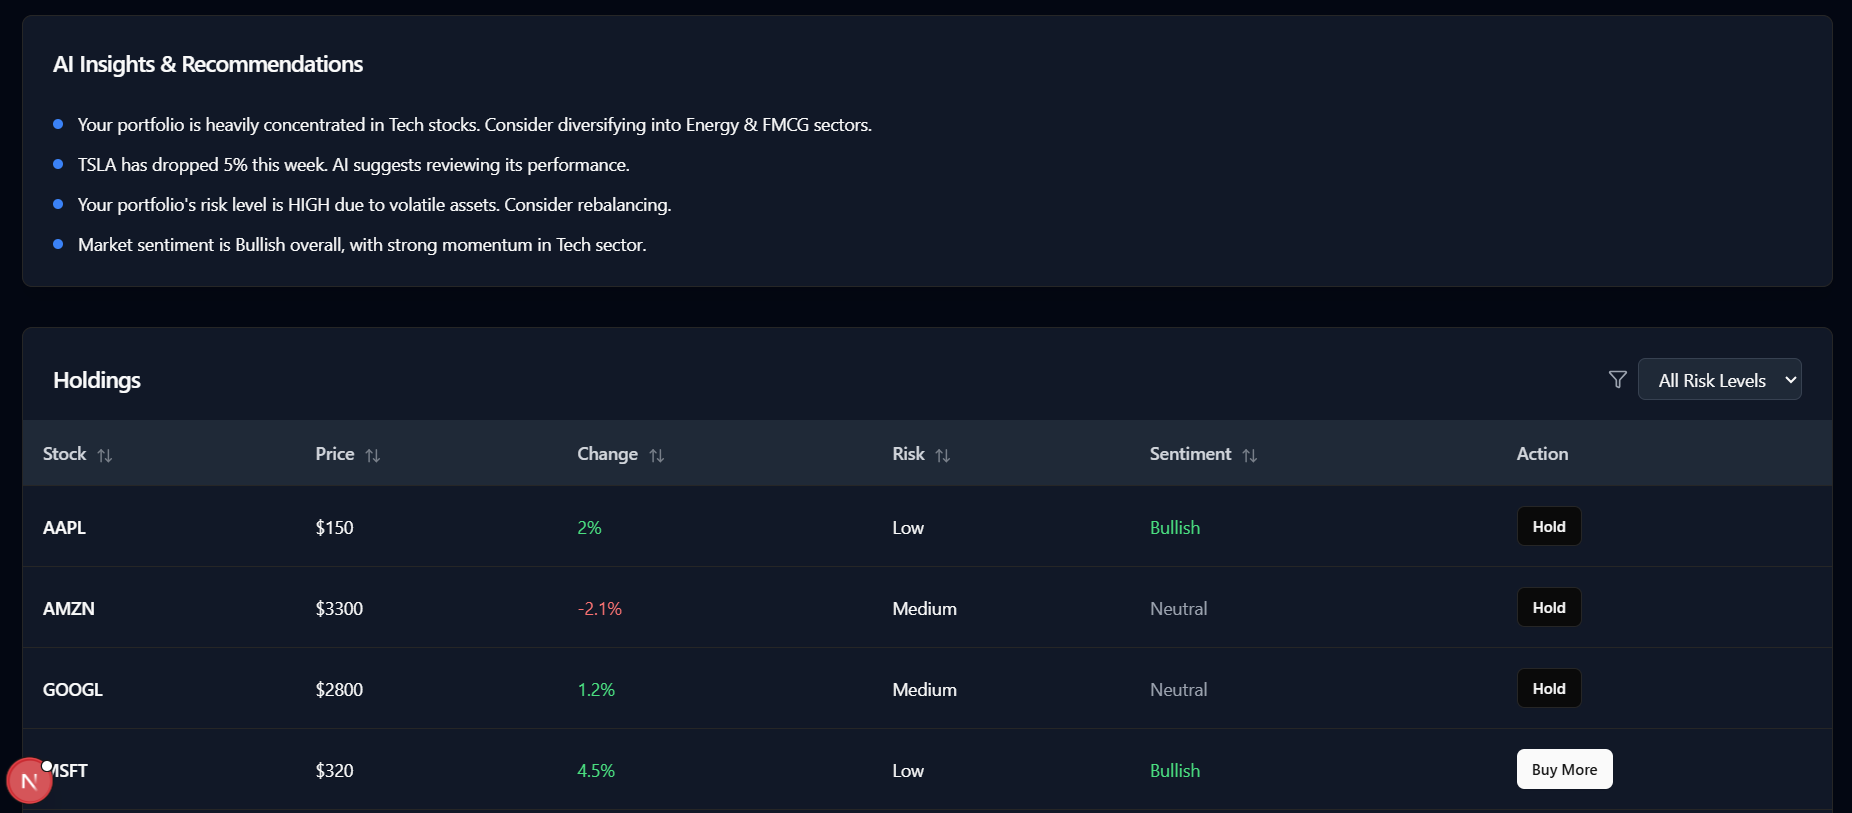 AI Insights & Recommendations
Your portfolio is heavily concentrated in Tech stocks. Consider diversifying into Energy & FMCG sectors.
TSLA has dropped 5% this week. AI suggests reviewing its performance.
Your portfolio's risk level is HIGH due to volatile assets. Consider rebalancing.
Market sentiment is Bullish overall, with strong momentum in Tech sector.
Holdings
All Risk Levels
Stock Price Change Risk Sentiment Action
AAPL $150 2% Low Bullish Hold
AMZN $3300 -2.1% Medium Neutral Hold
GOOGL $2800 1.2% Medium Neutral Hold
N MSFT $320 4.5% Low Bullish Buy More